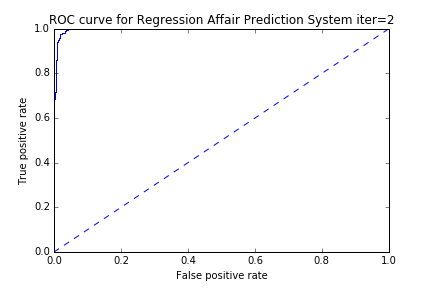 ROC curve for Regression Affair Prediction System iter=2
1.0
0.8
0.6
0.4
0.2
0.0
True positive rate
0.0 0.2 0.4 0.6 0.8 1.0
False positive rate